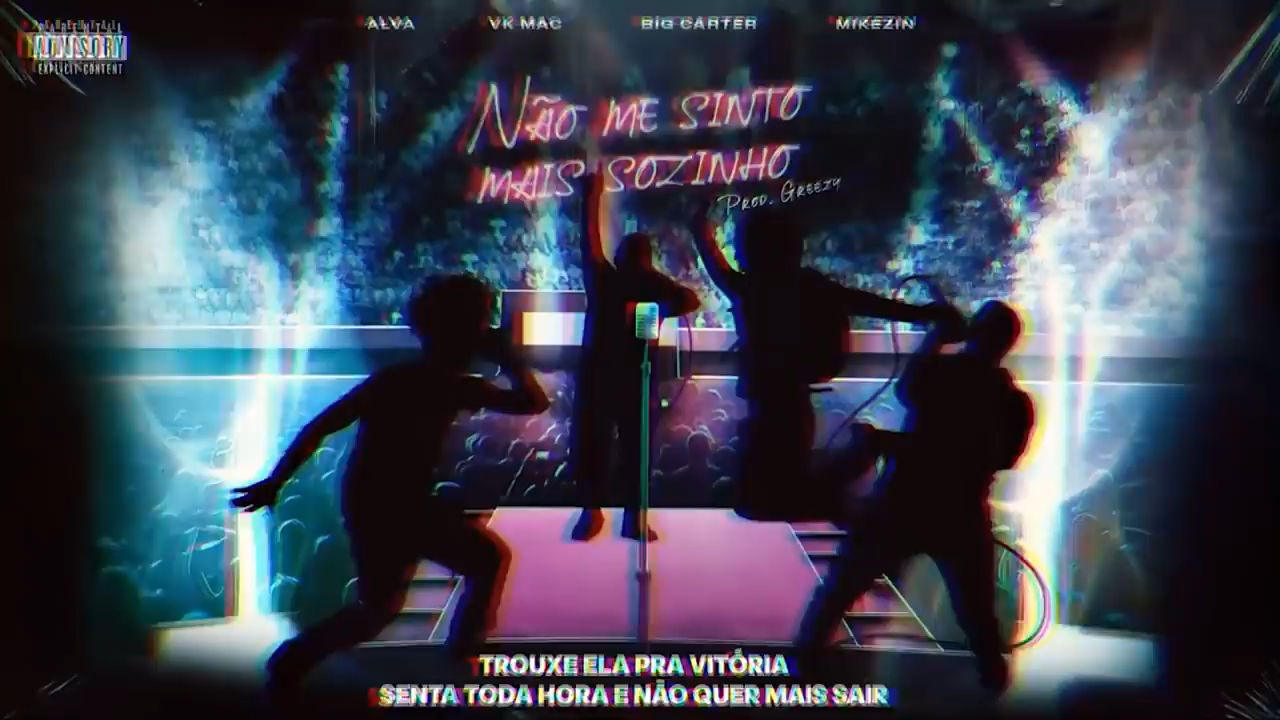 ALVA VK MAC BIG CARTER MIKEZIN
ADVISORY
EXPLICIT CONTENT
NÃO ME SINTO
MAIS SOZINHO
PROD. GREEZY
TROUXE ELA PRA VITÓRIA
SENTA TODA HORA E NÃO QUER MAIS SAIR